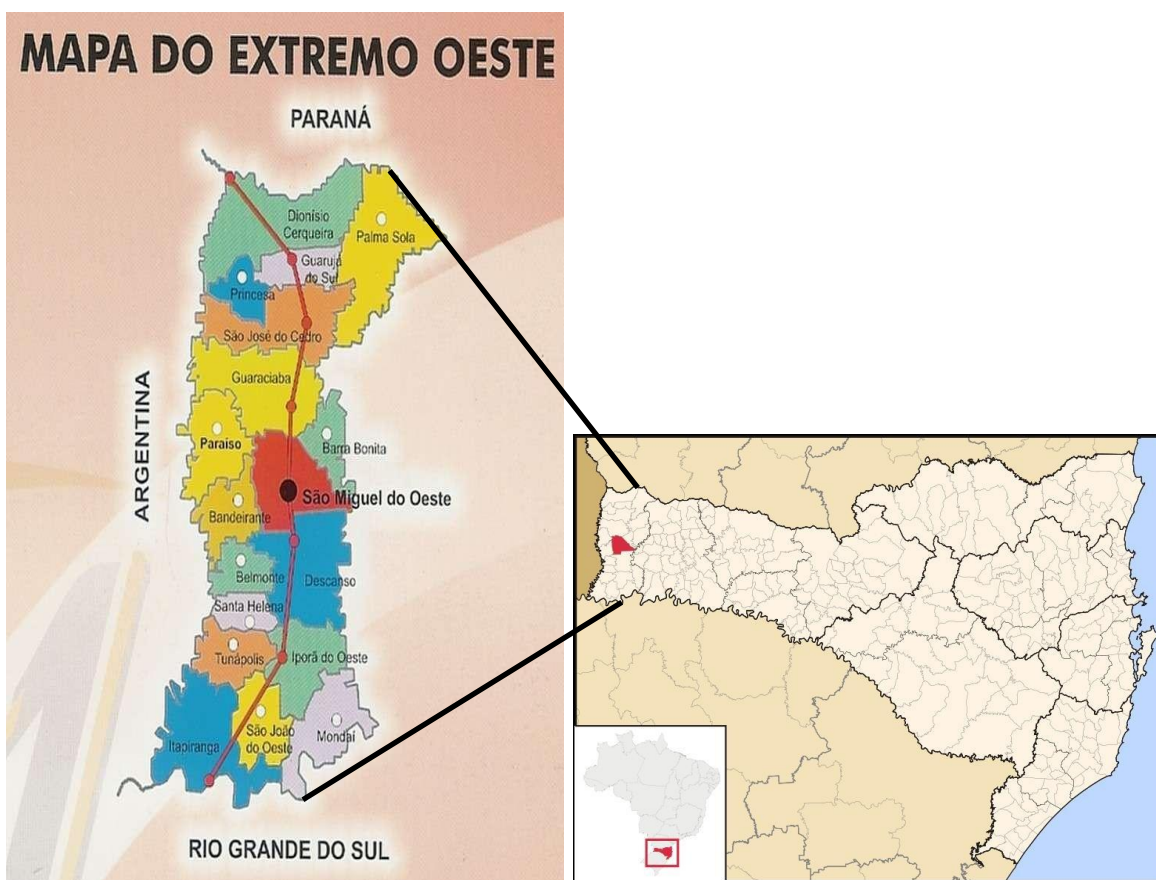 MAPA DO EXTREMO OESTE
PARANÁ
Dionísio
Cerqueira
Palma Sola
Guarujá
do Sul
Princesa
São José do Cedro
Guaraciaba
ARGENTINA
Paraiso
Barra Bonita
São Miguel do Oeste
Bandeirante
Belmonte
Descanso
Santa Helena
Tunápolis
Iporã do Oeste
São João
do Oeste
Mondaí
Itapiranga
RIO GRANDE DO SUL